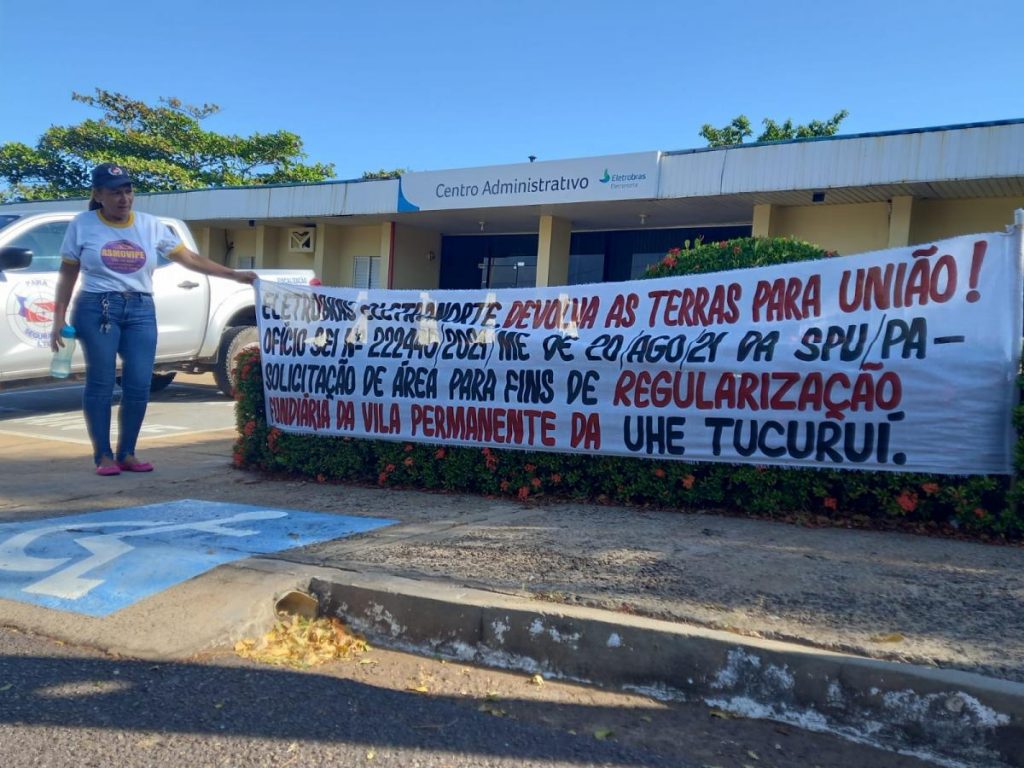 Centro Administrativo
Eletrobras
Eletronorte
ASMOVIPE
PARÁ
FISCALIZAÇÃO
ELETROBRAS ELETRONORTE, DEVOLVA AS TERRAS PARA UNIÃO!
OFÍCIO SEI Nº 222440/2021/ME DE 20/AGO/21 DA SPU/PA-
SOLICITAÇÃO DE ÁREA PARA FINS DE REGULARIZAÇÃO
FUNDIÁRIA DA VILA PERMANENTE DA UHE TUCURUÍ.